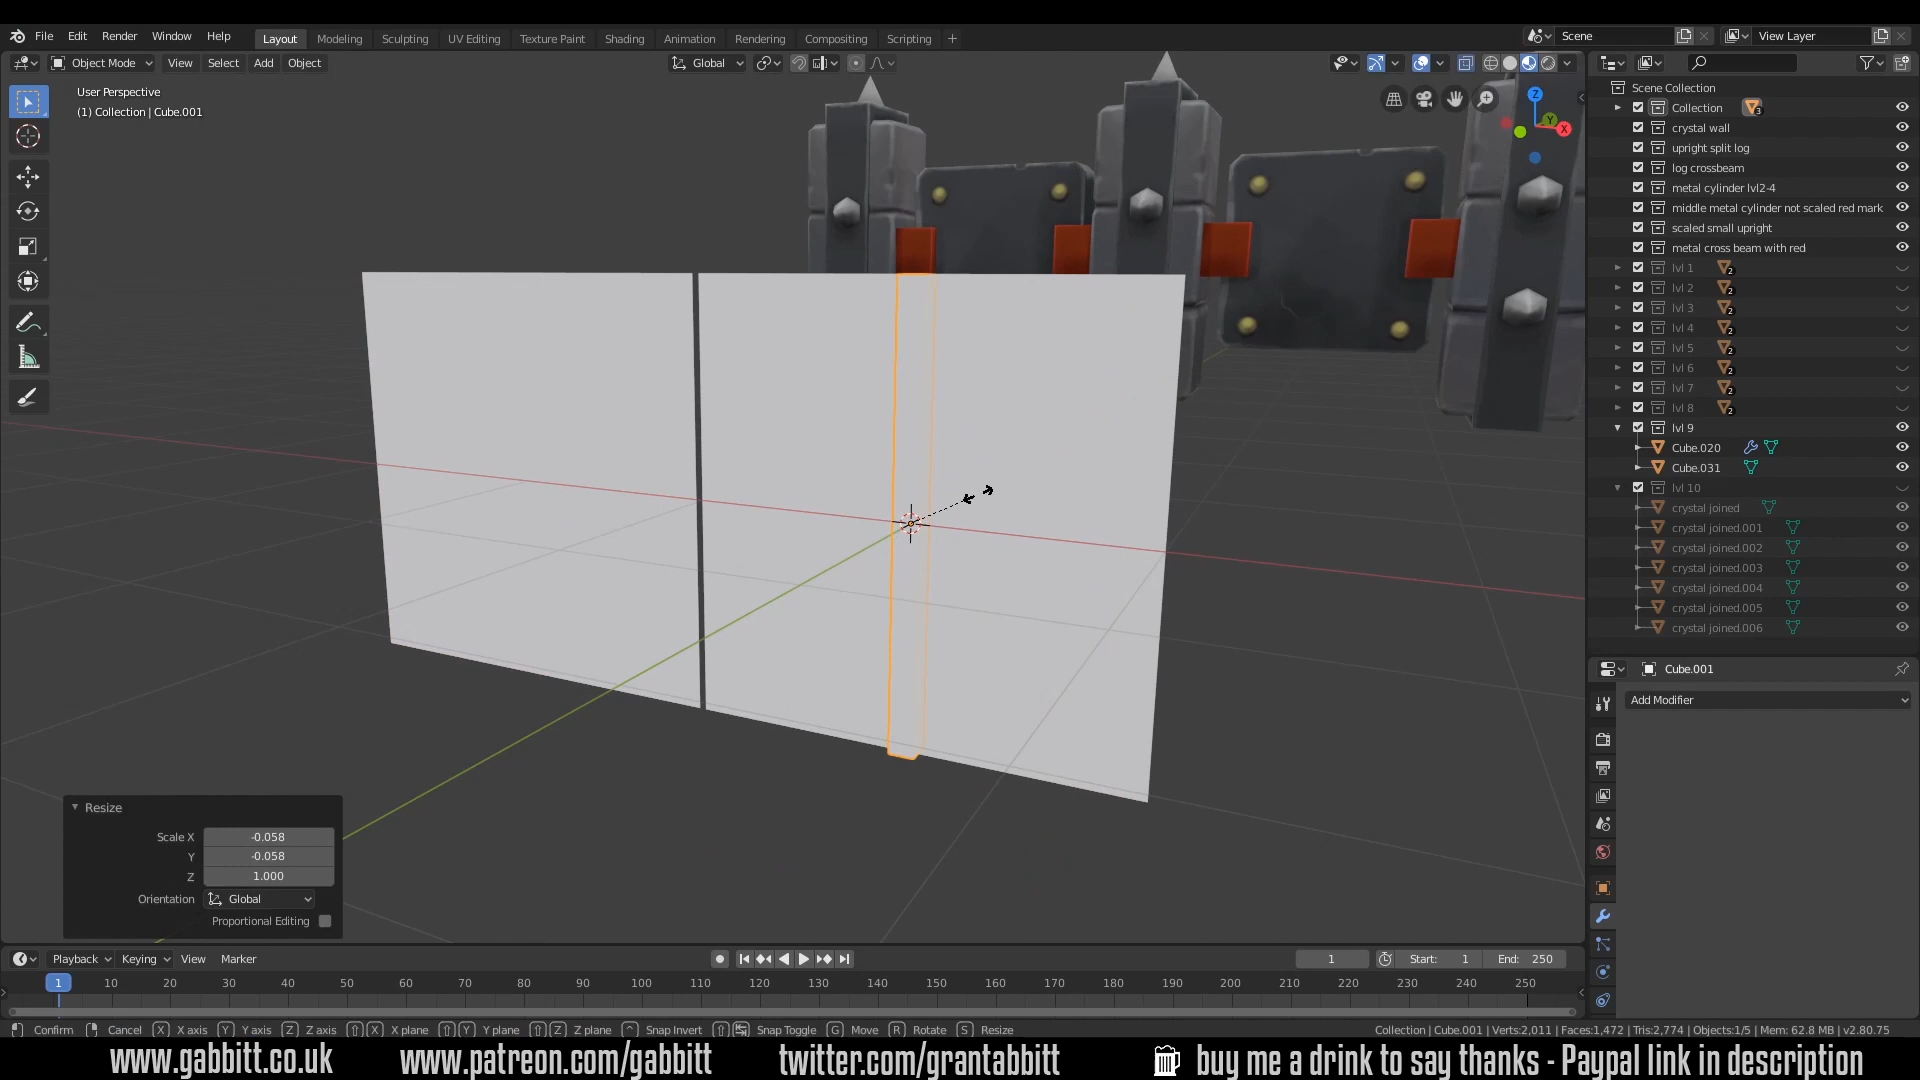 File Edit Render Window Help Layout Modeling Sculpting UV Editing Texture Paint Shading Animation Rendering Compositing Scripting Scene View Layer
Object Mode View Select Add Object Global
User Perspective
(1) Collection | Cube.001
Z
Y
X
Scene Collection
Collection 3
crystal wall
upright split log
log crossbeam
metal cylinder lvl2-4
middle metal cylinder not scaled red mark
scaled small upright
metal cross beam with red
lvl 1 2
lvl 2 2
lvl 3 2
lvl 4 2
lvl 5 2
lvl 6 2
lvl 7 2
lvl 8 2
lvl 9
Cube.020
Cube.031
lvl 10
crystal joined
crystal joined.001
crystal joined.002
crystal joined.003
crystal joined.004
crystal joined.005
crystal joined.006
Cube.001
Add Modifier
Resize
Scale X -0.058
Y -0.058
Z 1.000
Orientation Global
Proportional Editing
Playback Keying View Marker 1 Start: 1 End: 250
1 10 20 30 40 50 60 70 80 90 100 110 120 130 140 150 160 170 180 190 200 210 220 230 240 250
Confirm Cancel X X axis Y Y axis Z Z axis X X plane Y Y plane Z Z plane Snap Invert Snap Toggle G Move R Rotate S Resize Collection | Cube.001 | Verts:2,011 | Faces:1,472 | Tris:2,774 | Objects:1/5 | Mem: 62.8 MB | v2.80.75
www.gabbitt.co.uk www.patreon.com/gabbitt twitter.com/grantabbitt buy me a drink to say thanks - Paypal link in description